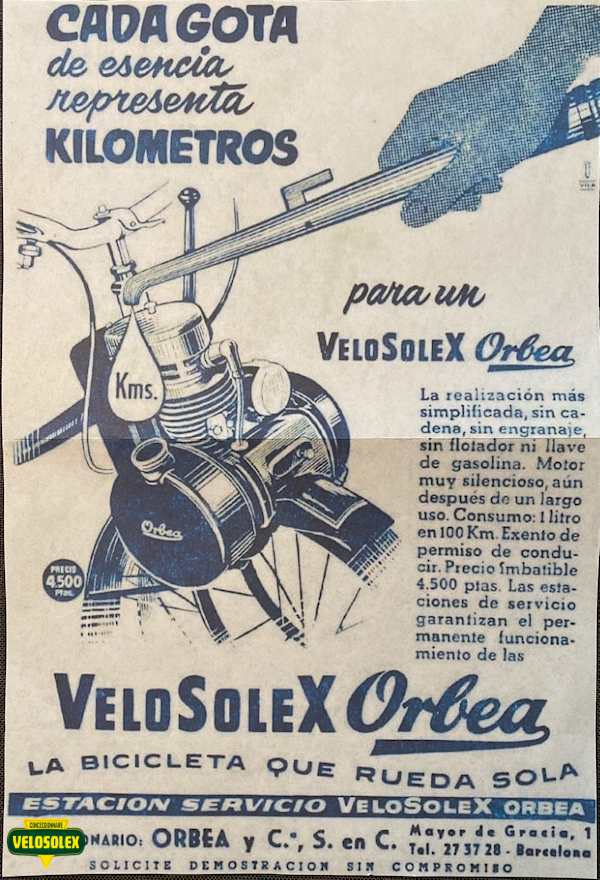 CADA GOTA
de esencia
representa
KILOMETROS
VILA
para un
VELOSOLEX Orbea
Kms.
Orbea
PRECIO
4.500
Ptas.
La realización más
simplificada, sin ca-
dena, sin engranaje,
sin flotador ni llave
de gasolina. Motor
muy silencioso, aún
después de un largo
uso. Consumo: 1 litro
en 100 Km. Exento de
permiso de condu-
cir. Precio Imbatible
4.500 ptas. Las esta-
ciones de servicio
garantizan el per-
manente funciona-
miento de las
VELOSOLEX Orbea
LA BICICLETA QUE RUEDA SOLA
ESTACION SERVICIO VELOSOLEX ORBEA
NARIO: ORBEA y C.ª, S. en C.
Mayor de Gracia, 1
Tel. 27 37 28 - Barcelona
SOLICITE DEMOSTRACION SIN COMPROMISO
CONCESSIONNAIRE
VELOSOLEX